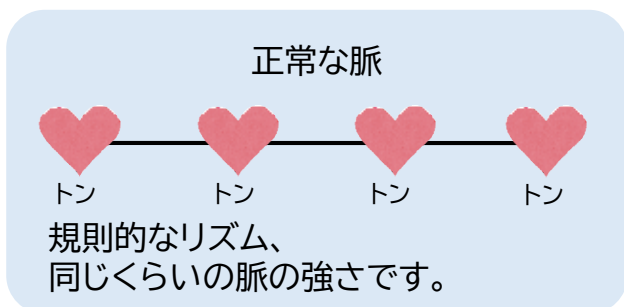 正常な脈
トン トン トン トン
規則的なリズム、
同じくらいの脈の強さです。